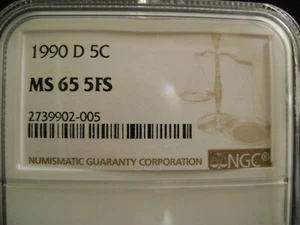 1990 D 5C
MS 65 5FS
2739902-005
NUMISMATIC GUARANTY CORPORATION NGC®